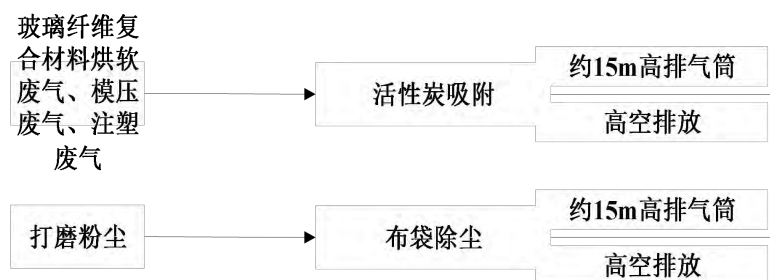 玻璃纤维复
合材料烘软
废气、模压
废气、注塑
废气
活性炭吸附
约15m高排气筒
高空排放
打磨粉尘
布袋除尘
约15m高排气筒
高空排放